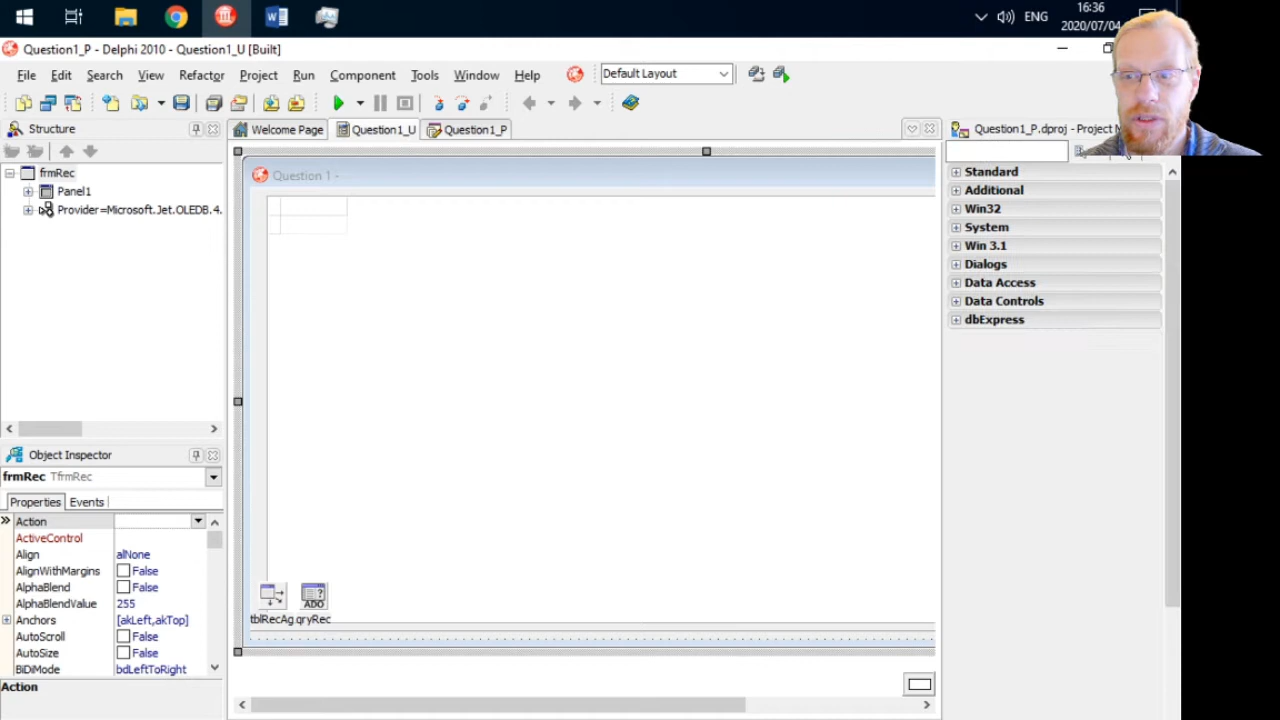 16:36
ENG
2020/07/04
Question1_P - Delphi 2010 - Question1_U [Built]
File Edit Search View Refactor Project Run Component Tools Window Help
Default Layout
Structure
Welcome Page
Question1_U
Question1_P
Question1_P.dproj - Project
frmRec
Panel1
Provider=Microsoft.Jet.OLEDB.4.
Question 1 -
Standard
Additional
Win32
System
Win 3.1
Dialogs
Data Access
Data Controls
dbExpress
Object Inspector
frmRec TfrmRec
Properties Events
Action
ActiveControl
Align alNone
AlignWithMargins False
AlphaBlend False
AlphaBlendValue 255
Anchors [akLeft,akTop]
AutoScroll False
AutoSize False
BiDiMode bdLeftToRight
Action
ADO
tblRecAg qryRec